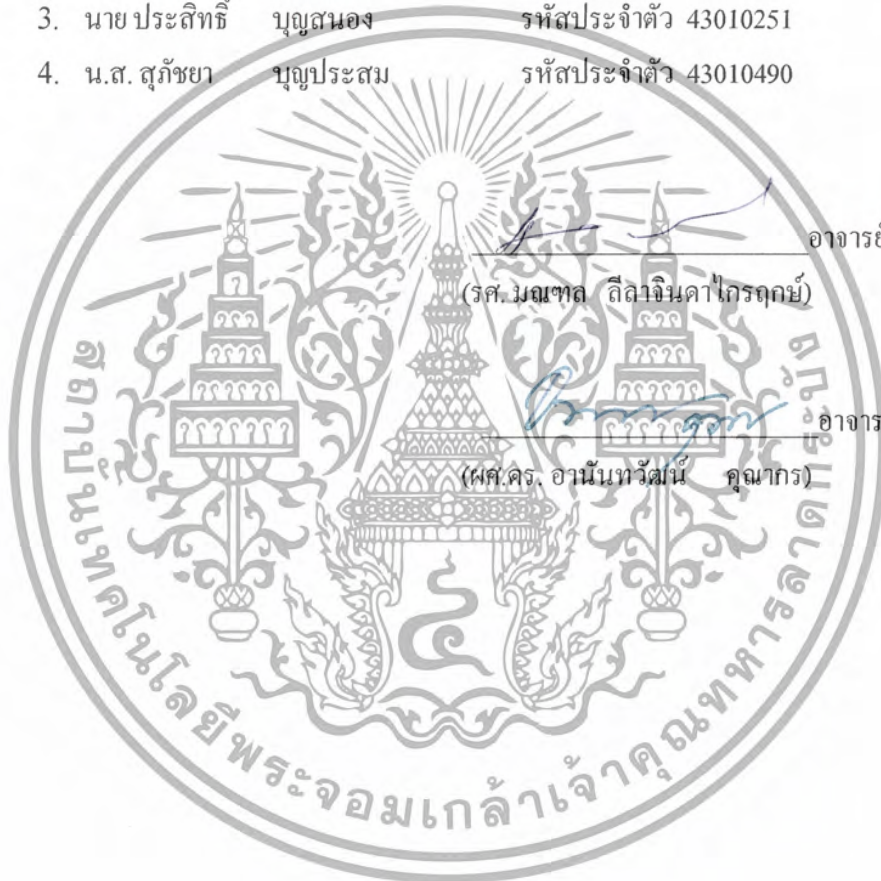 3. นาย ประสิทธิ์ บุญสนอง รหัสประจำตัว 43010251
4. น.ส. สุภัชยา บุญประสม รหัสประจำตัว 43010490
อาจารย์
(รศ. มณฑล ลีลาจินดาไกรฤกษ์)
อาจาร
(ผศ.ดร. อานันทวัฒน์ คุณากร)
สถาบันเทคโนโลยีพระจอมเกล้าเจ้าคุณทหารลาดกระบัง